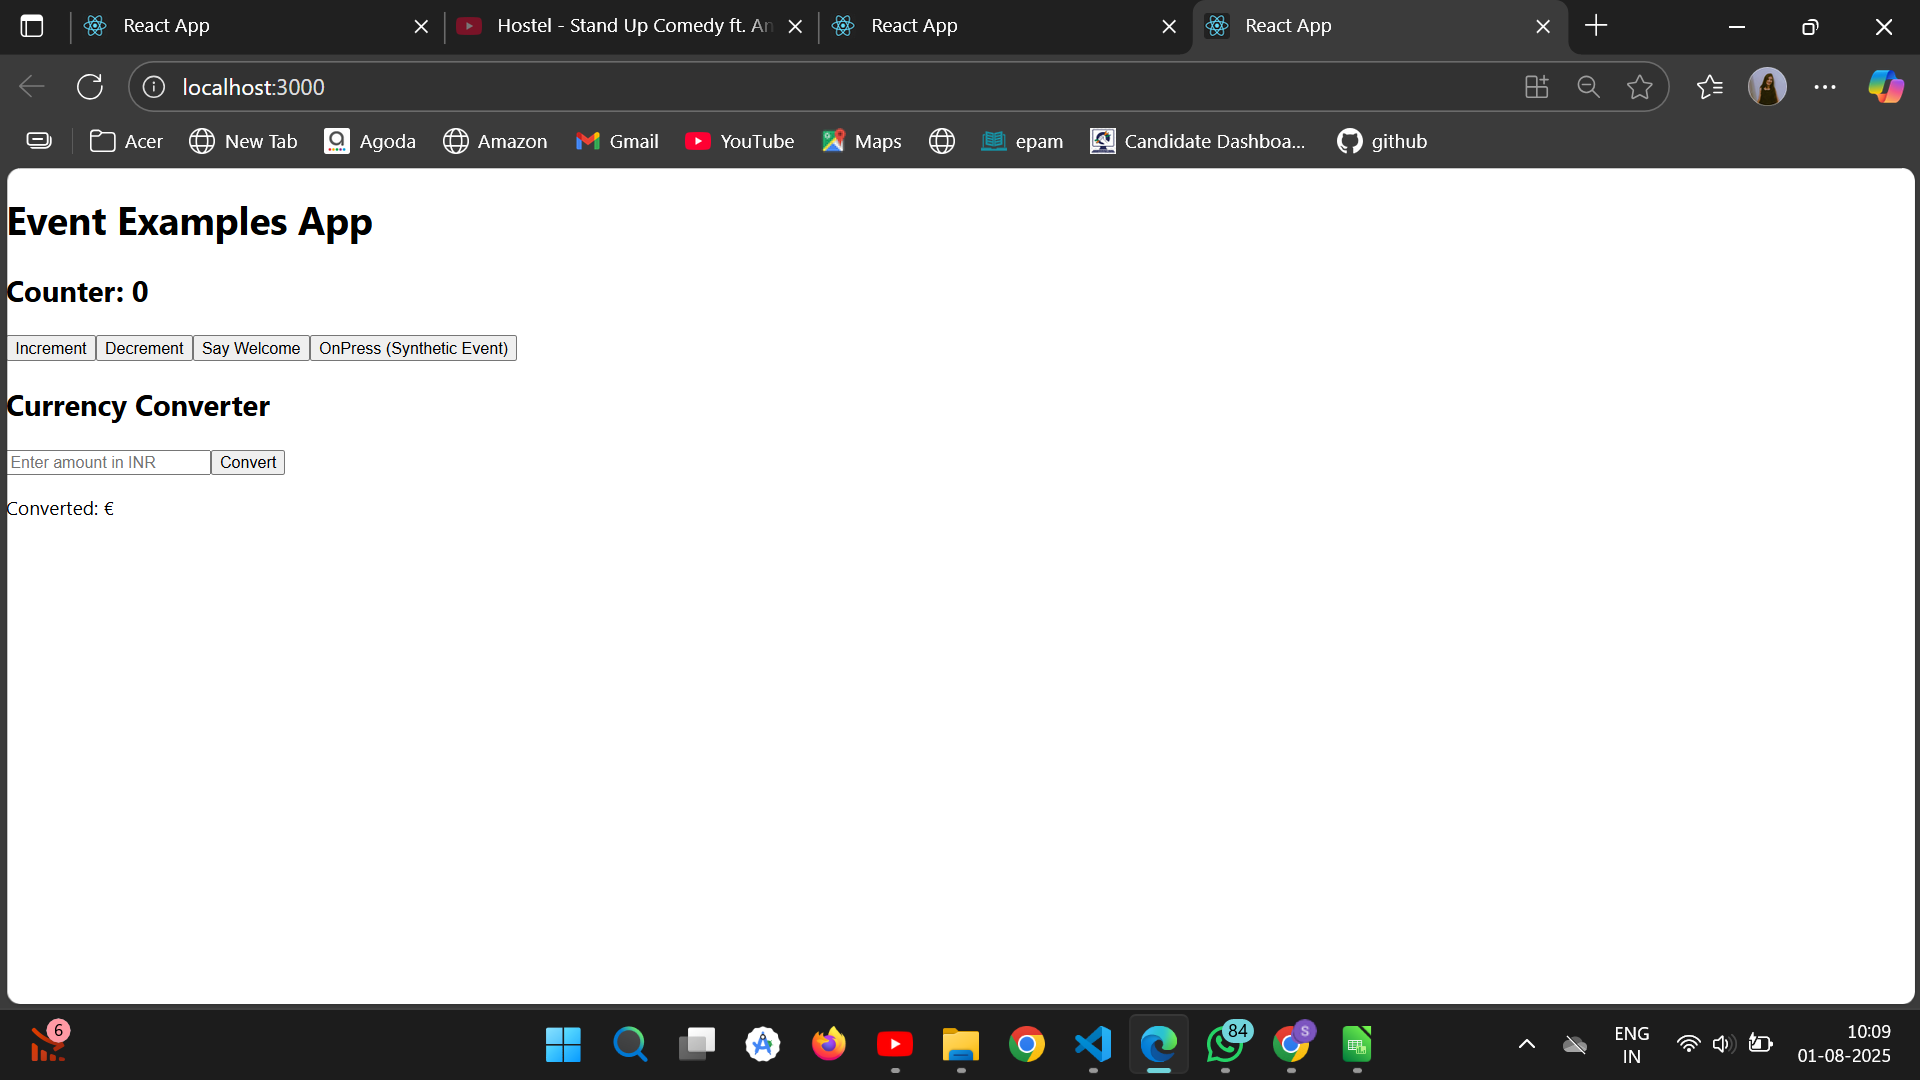 React App
Hostel - Stand Up Comedy ft. An
React App
React App
localhost:3000
Acer
New Tab
Agoda
Amazon
Gmail
YouTube
Maps
epam
Candidate Dashboa...
github
Event Examples App
Counter: 0
Increment Decrement Say Welcome OnPress (Synthetic Event)
Currency Converter
Enter amount in INR Convert
Converted: €
6
84
S
ENG
IN
10:09
01-08-2025